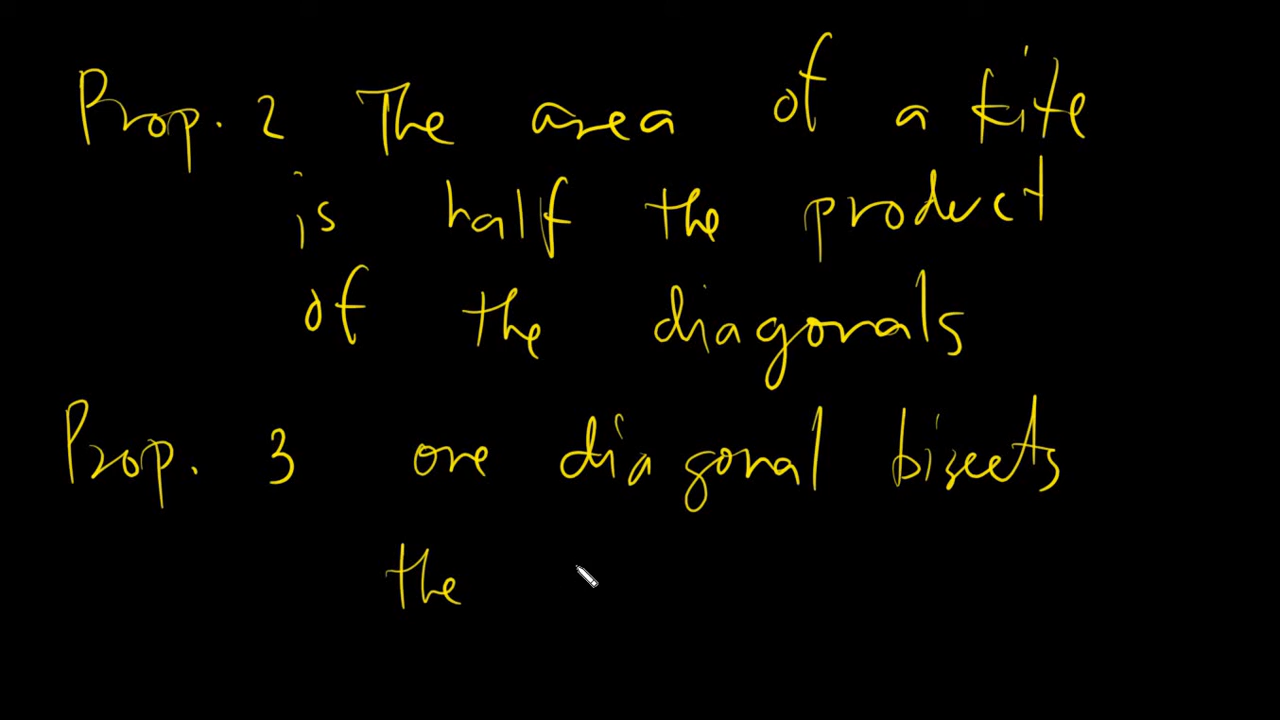 Prop. 2 The area of a kite
is half the product
of the diagonals
Prop. 3 one diagonal bisects
the